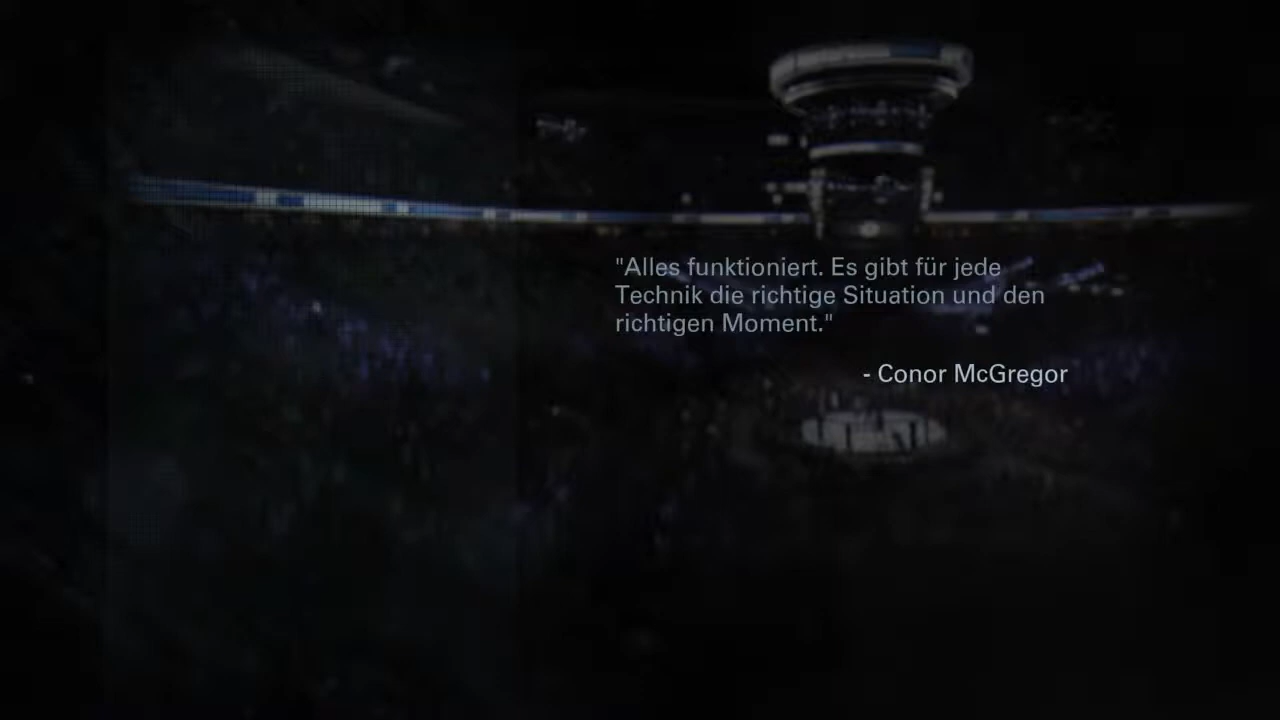 "Alles funktioniert. Es gibt für jede
Technik die richtige Situation und den
richtigen Moment."
- Conor McGregor